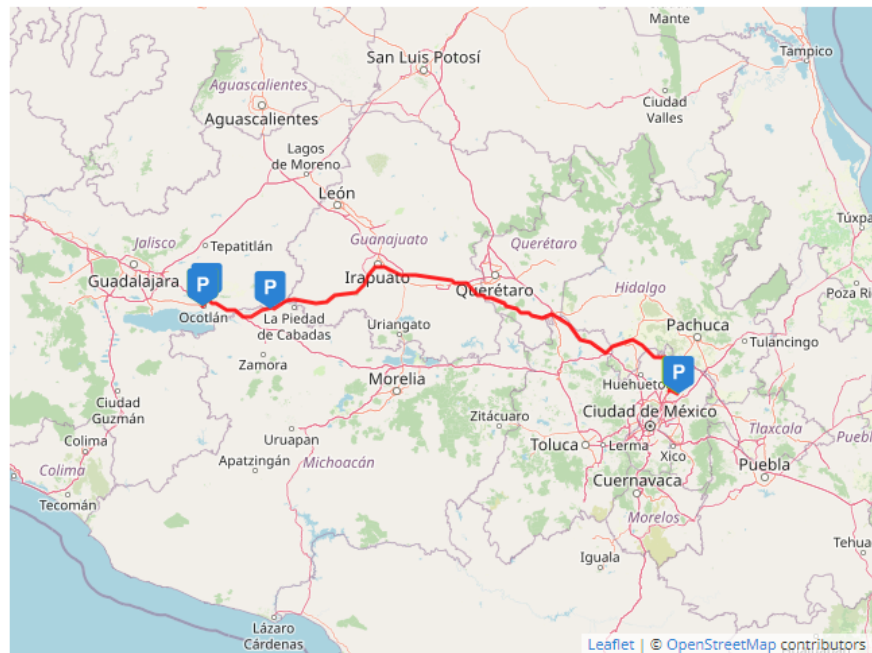 Mante
Tampico
San Luis Potosí
Ciudad
Valles
Aguascalientes
Aguascalientes
Lagos
de Moreno
León
Jalisco
Tepatitlán
Guanajuato
Querétaro
Túxpa
Guadalajara
P
P
Irapuato
Querétaro
Hidalgo
Poza Ri
Ocotlán
La Piedad
de Cabadas
Uriangato
Pachuca
Tulancingo
Zamora
Morelia
Huehueto
P
Ciudad
Guzmán
Zitácuaro
Ciudad de México
Tlaxcala
Colima
Uruapan
Toluca
Lerma
Xico
Puebla
Colima
Apatzingán
Michoacán
Puebla
Tecomán
Cuernavaca
Morelos
Iguala
Tehua
Lázaro
Cárdenas
Leaflet | © OpenStreetMap contributors